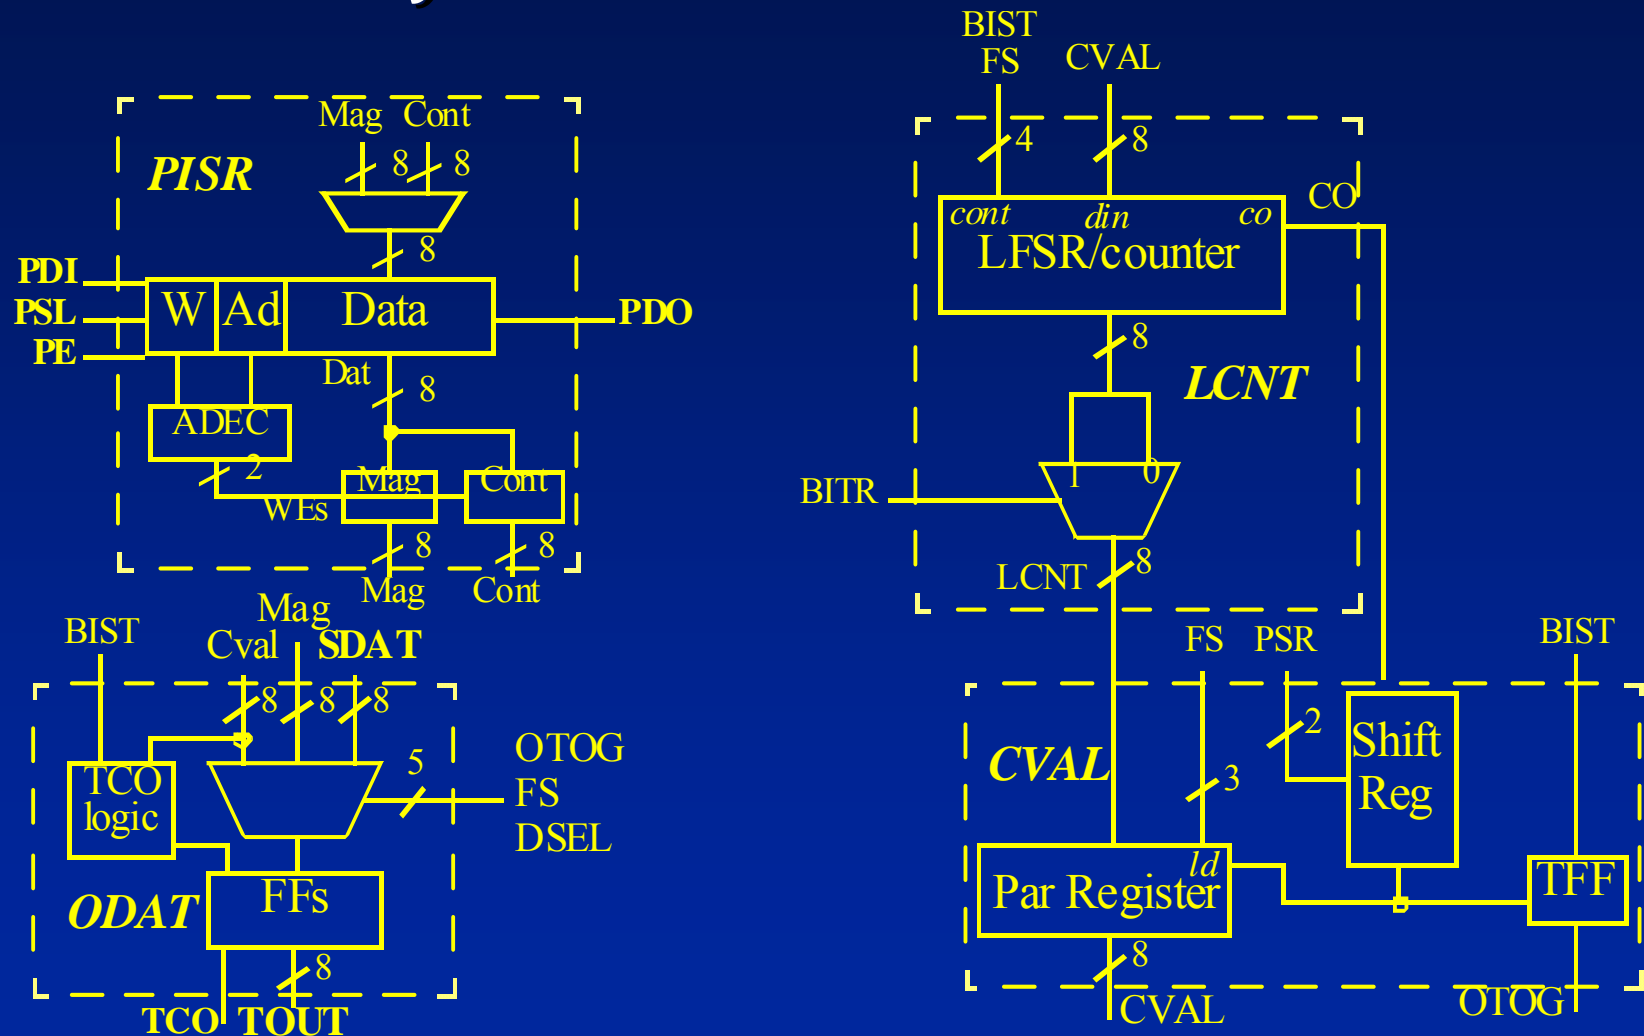 Mag Cont
8 8
PISR
8
PDI
PSL
PE
W Ad Data
PDO
Dat
8
ADEC
2
WEs
Mag Cont
8 8
Mag Cont
BIST
FS
CVAL
4 8
CO
cont din co
LFSR/counter
8
LCNT
1 0
BITR
LCNT 8
BIST
Mag
Cval SDAT
8 8 8
TCO
logic
5
OTOG
FS
DSEL
ODAT
FFs
8
TCO TOUT
FS PSR BIST
2
Shift
Reg
CVAL
3
ld
Par Register
TFF
8
CVAL
OTOG